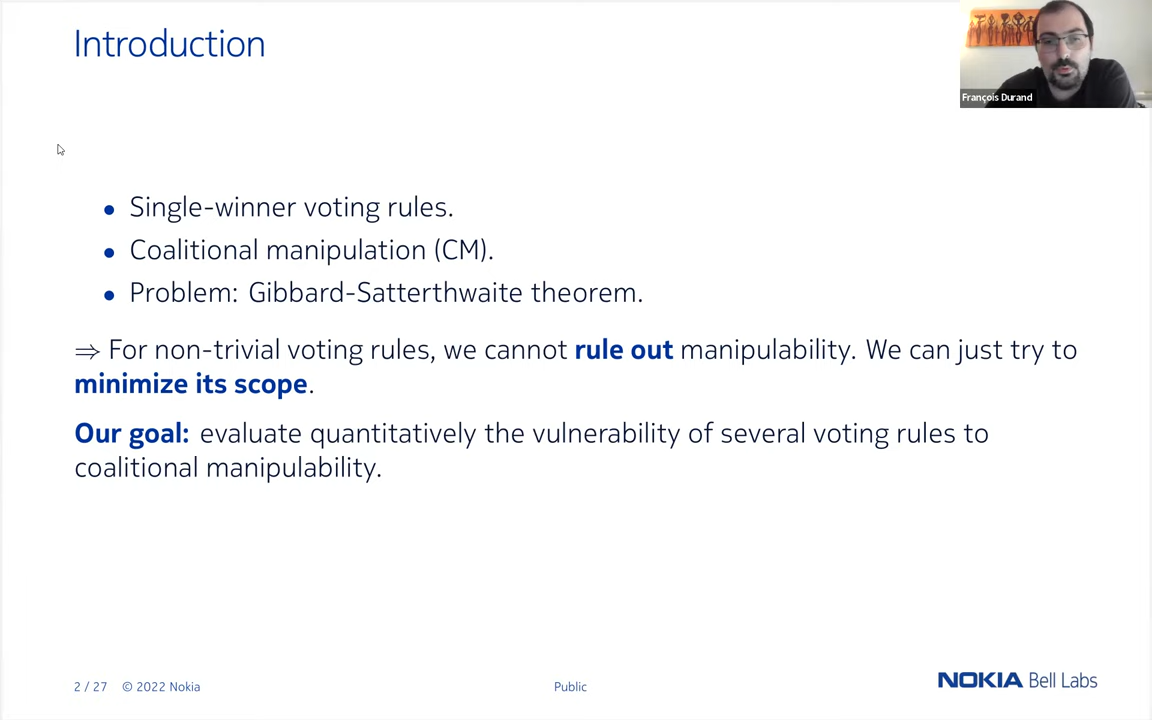 Introduction
François Durand
• Single-winner voting rules.
• Coalitional manipulation (CM).
• Problem: Gibbard-Satterthwaite theorem.
⇒ For non-trivial voting rules, we cannot rule out manipulability. We can just try to
minimize its scope.
Our goal: evaluate quantitatively the vulnerability of several voting rules to
coalitional manipulability.
2 / 27 © 2022 Nokia
Public
NOKIA Bell Labs